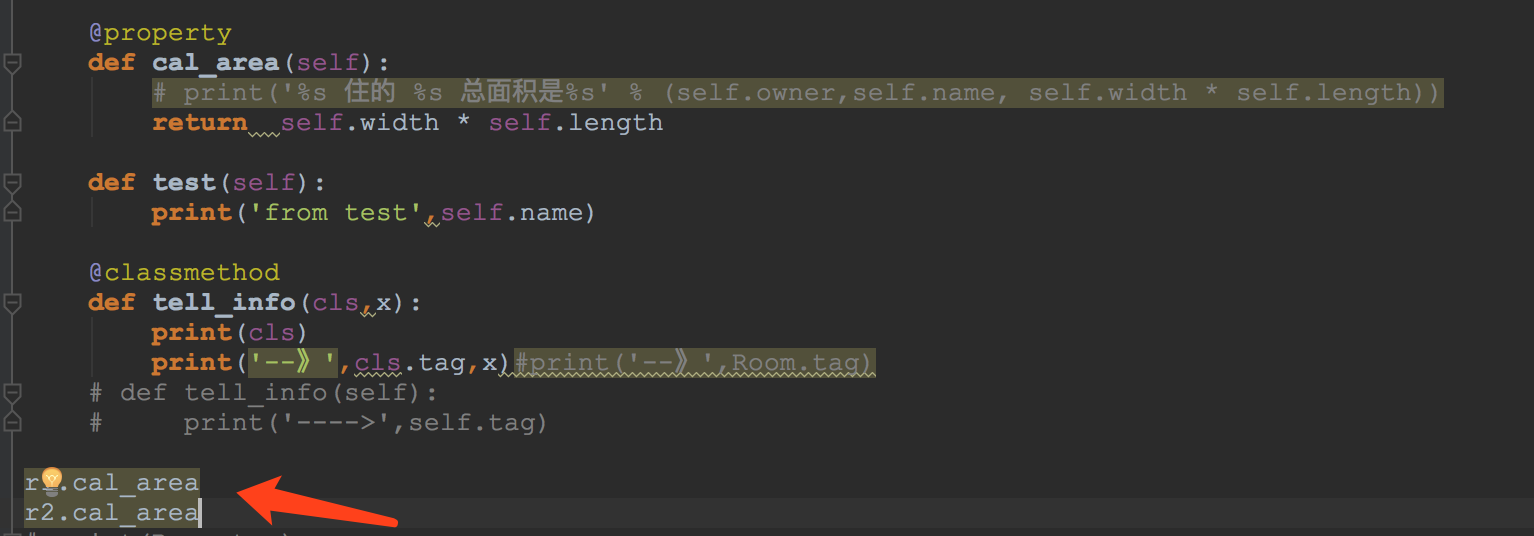 @property
def cal_area(self):
# print('%s 住的 %s 总面积是%s' % (self.owner,self.name, self.width * self.length))
return  self.width * self.length
def test(self):
print('from test',self.name)
@classmethod
def tell_info(cls,x):
print(cls)
print('--》',cls.tag,x)#print('--》',Room.tag)
# def tell_info(self):
#     print('---->',self.tag)
r .cal_area
r2.cal_area